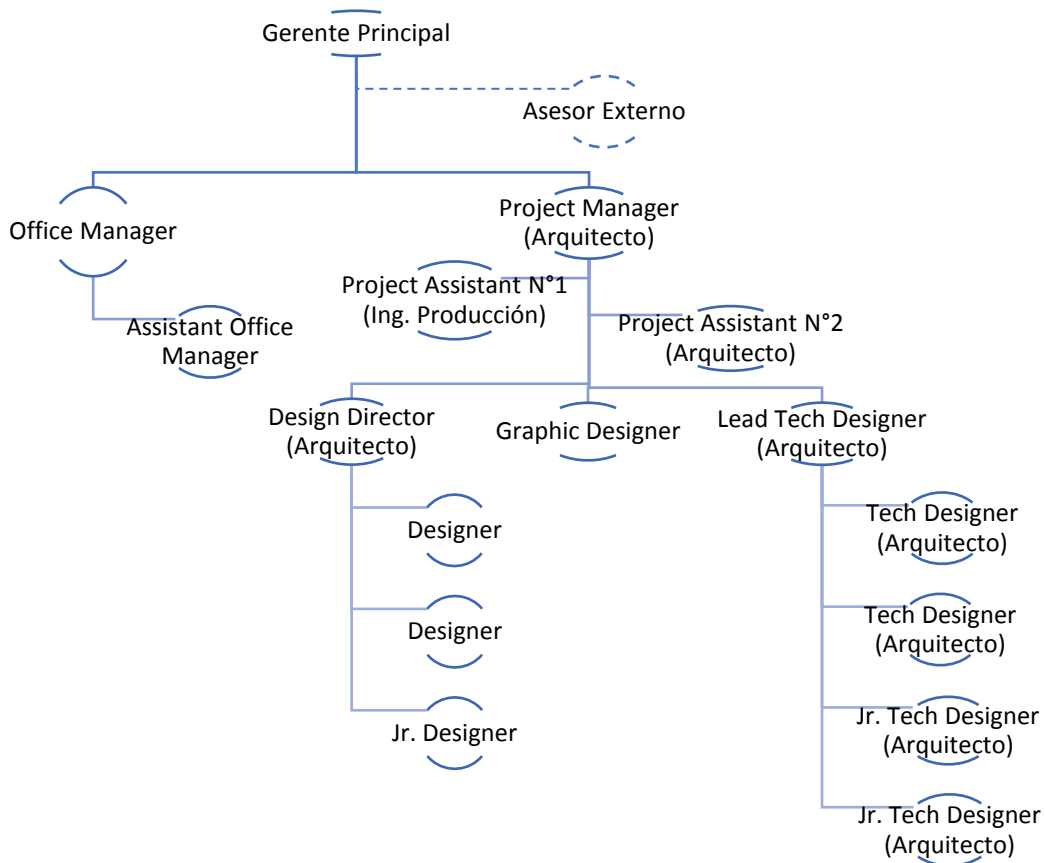 Gerente Principal
Asesor Externo
Office Manager
Project Manager
(Arquitecto)
Assistant Office
Manager
Project Assistant N°1
(Ing. Producción)
Project Assistant N°2
(Arquitecto)
Design Director
(Arquitecto)
Graphic Designer
Lead Tech Designer
(Arquitecto)
Designer
Designer
Jr. Designer
Tech Designer
(Arquitecto)
Tech Designer
(Arquitecto)
Jr. Tech Designer
(Arquitecto)
Jr. Tech Designer
(Arquitecto)